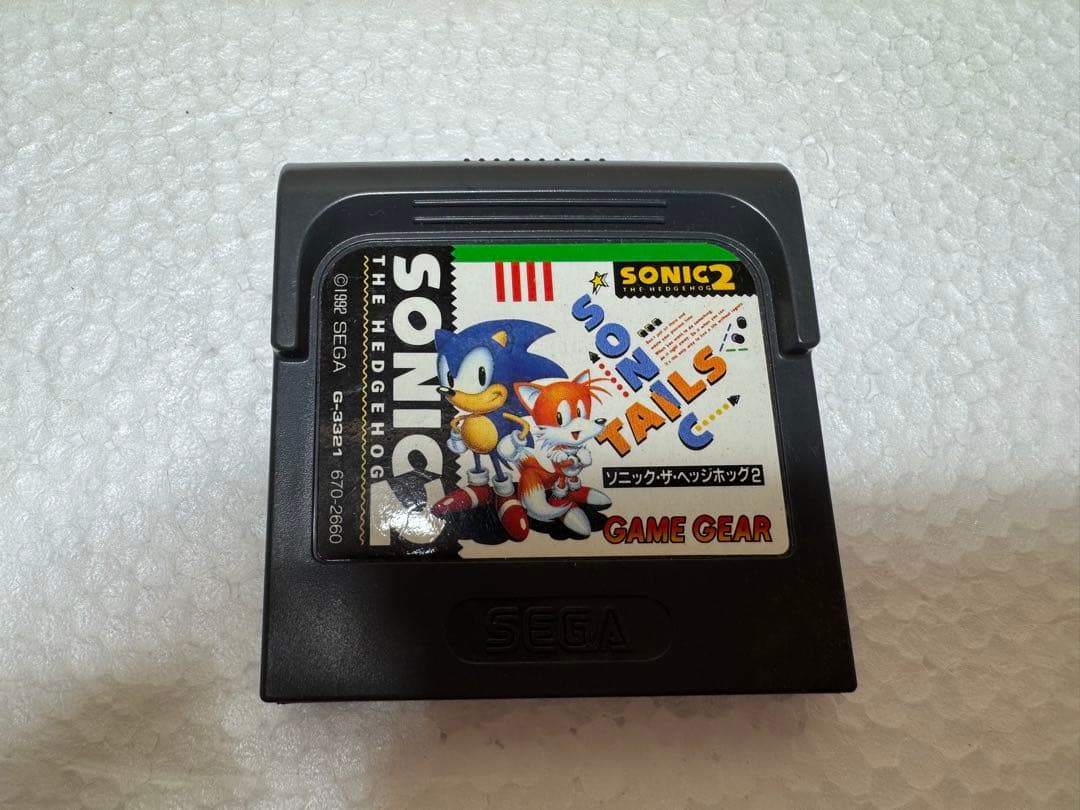 SONIC 2
THE HEDGEHOG
©1992 SEGA G-3321 670-2660
SONIC 2
THE HEDGEHOG
SONIC
TAILS
ソニック・ザ・ヘッジホッグ2
GAME GEAR
SEGA